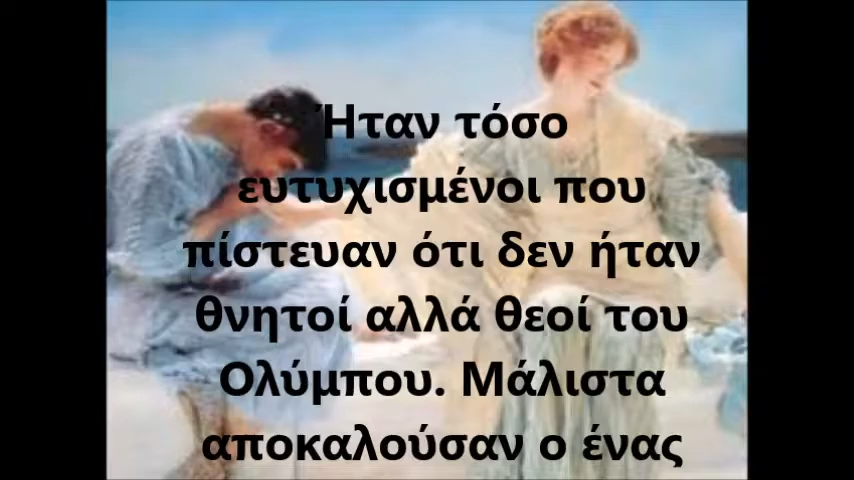 Ήταν τόσο
ευτυχισμένοι που
πίστευαν ότι δεν ήταν
θνητοί αλλά θεοί του
Ολύμπου. Μάλιστα
αποκαλούσαν ο ένας